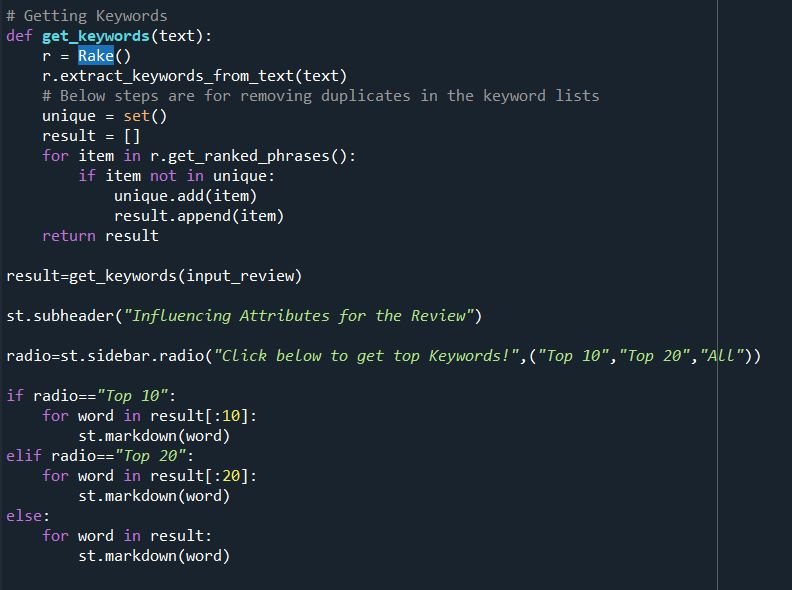 # Getting Keywords
def get_keywords(text):
    r = Rake()
    r.extract_keywords_from_text(text)
    # Below steps are for removing duplicates in the keyword lists
    unique = set()
    result = []
    for item in r.get_ranked_phrases():
        if item not in unique:
            unique.add(item)
            result.append(item)
    return result

result=get_keywords(input_review)

st.subheader("Influencing Attributes for the Review")

radio=st.sidebar.radio("Click below to get top Keywords!",("Top 10","Top 20","All"))

if radio=="Top 10":
    for word in result[:10]:
        st.markdown(word)
elif radio=="Top 20":
    for word in result[:20]:
        st.markdown(word)
else:
    for word in result:
        st.markdown(word)